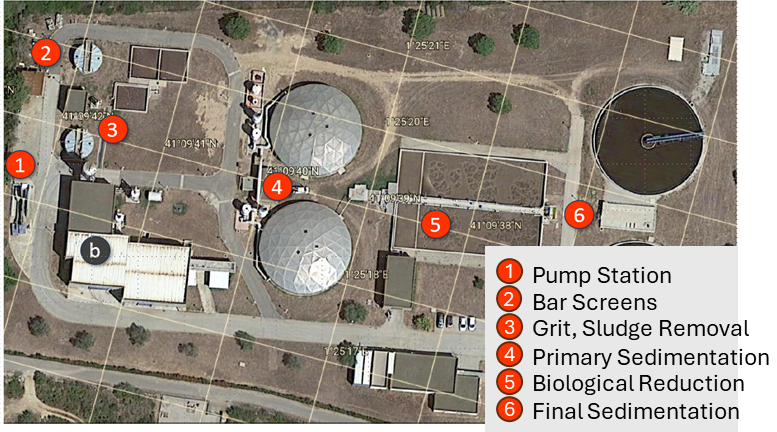 2
1°25'21"E
N
41°09'42"N
3
1°25'20"E
41°09'41"N
1
41°09'40"N
4
41°09'39"N
5
41°09'38"N
6
b
1°25'18"E
1°25'17"E
1 Pump Station
2 Bar Screens
3 Grit, Sludge Removal
4 Primary Sedimentation
5 Biological Reduction
6 Final Sedimentation